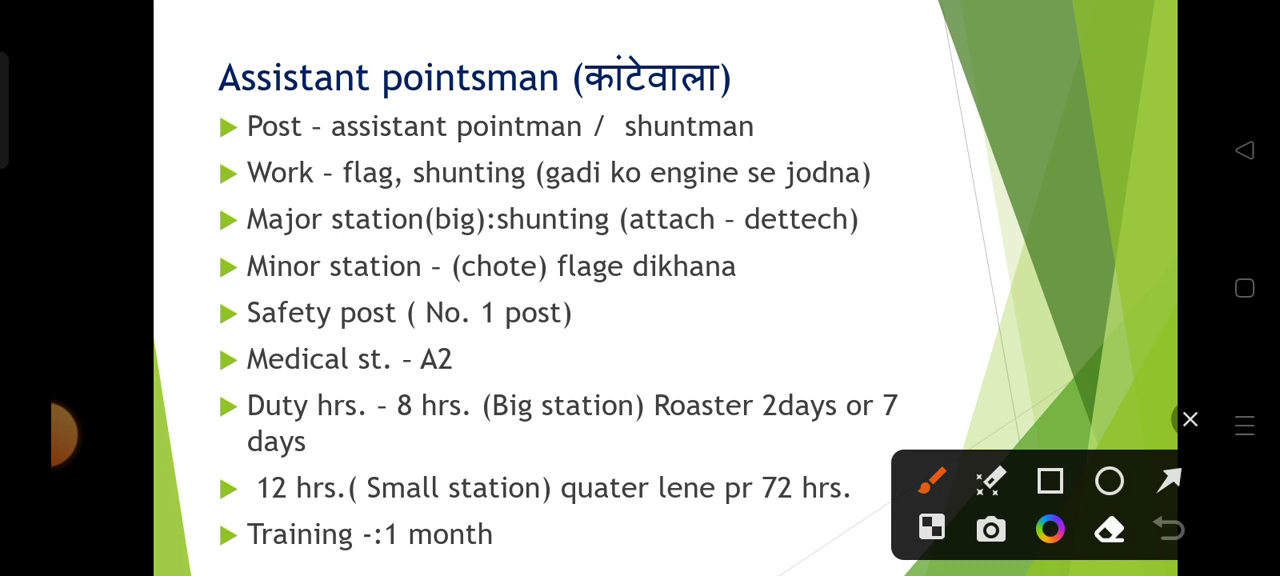 Assistant pointsman (कांटेवाला)
Post – assistant pointman / shuntman
Work – flag, shunting (gadi ko engine se jodna)
Major station(big):shunting (attach – dettech)
Minor station – (chote) flage dikhana
Safety post ( No. 1 post)
Medical st. – A2
Duty hrs. – 8 hrs. (Big station) Roaster 2days or 7
days
12 hrs.( Small station) quater lene pr 72 hrs.
Training -:1 month